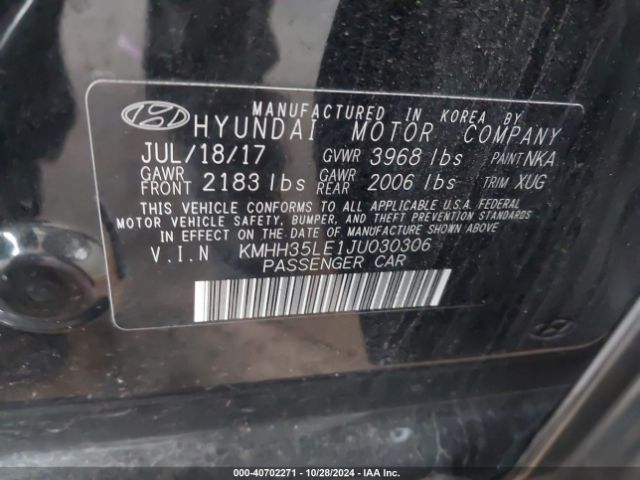 MANUFACTURED IN KOREA BY
HYUNDAI MOTOR COMPANY
JUL/18/17 GVWR 3968 lbs PAINT NKA
GAWR FRONT 2183 lbs GAWR REAR 2006 lbs TRIM XUG
THIS VEHICLE CONFORMS TO ALL APPLICABLE U.S.A. FEDERAL
MOTOR VEHICLE SAFETY, BUMPER, AND THEFT PREVENTION STANDARDS
IN EFFECT ON THE DATE OF MANUFACTURE SHOWN ABOVE.
V.I.N KMHH35LE1JU030306
PASSENGER CAR
000-40702271 | 10/28/2024 | IAA Inc.